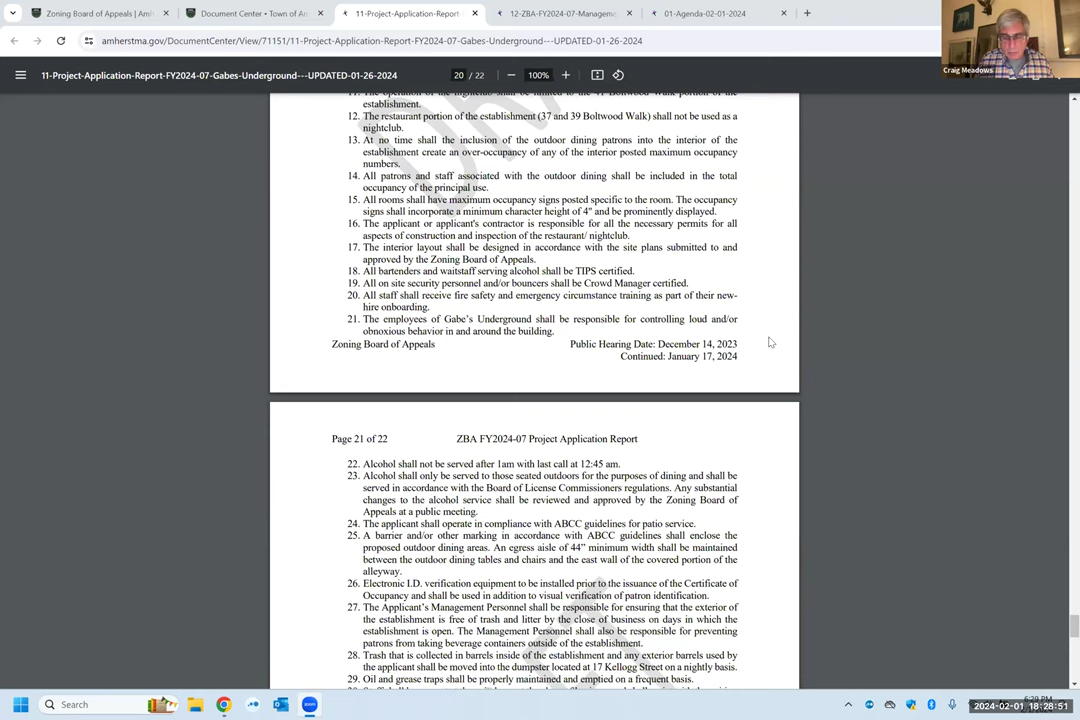 Zoning Board of Appeals | Amh
Document Center • Town of Am
11-Project-Application-Report-
12-ZBA-FY2024-07-Manageme
01-Agenda-02-01-2024
amherstma.gov/DocumentCenter/View/71151/11-Project-Application-Report-FY2024-07-Gabes-Underground---UPDATED-01-26-2024
Craig Meadows
11-Project-Application-Report-FY2024-07-Gabes-Underground---UPDATED-01-26-2024
20 / 22
100%
11. The operation of the nightclub shall be limited to the 41 Boltwood Walk portion of the
establishment.
12. The restaurant portion of the establishment (37 and 39 Boltwood Walk) shall not be used as a
nightclub.
13. At no time shall the inclusion of the outdoor dining patrons into the interior of the
establishment create an over-occupancy of any of the interior posted maximum occupancy
numbers.
14. All patrons and staff associated with the outdoor dining shall be included in the total
occupancy of the principal use.
15. All rooms shall have maximum occupancy signs posted specific to the room. The occupancy
signs shall incorporate a minimum character height of 4" and be prominently displayed.
16. The applicant or applicant's contractor is responsible for all the necessary permits for all
aspects of construction and inspection of the restaurant/ nightclub.
17. The interior layout shall be designed in accordance with the site plans submitted to and
approved by the Zoning Board of Appeals.
18. All bartenders and waitstaff serving alcohol shall be TIPS certified.
19. All on site security personnel and/or bouncers shall be Crowd Manager certified.
20. All staff shall receive fire safety and emergency circumstance training as part of their new-
hire onboarding.
21. The employees of Gabe's Underground shall be responsible for controlling loud and/or
obnoxious behavior in and around the building.
Zoning Board of Appeals Public Hearing Date: December 14, 2023
Continued: January 17, 2024
Page 21 of 22 ZBA FY2024-07 Project Application Report
22. Alcohol shall not be served after 1am with last call at 12:45 am.
23. Alcohol shall only be served to those seated outdoors for the purposes of dining and shall be
served in accordance with the Board of License Commissioners regulations. Any substantial
changes to the alcohol service shall be reviewed and approved by the Zoning Board of
Appeals at a public meeting.
24. The applicant shall operate in compliance with ABCC guidelines for patio service.
25. A barrier and/or other marking in accordance with ABCC guidelines shall enclose the
proposed outdoor dining areas. An egress aisle of 44” minimum width shall be maintained
between the outdoor dining tables and chairs and the east wall of the covered portion of the
alleyway.
26. Electronic I.D. verification equipment to be installed prior to the issuance of the Certificate of
Occupancy and shall be used in addition to visual verification of patron identification.
27. The Applicant’s Management Personnel shall be responsible for ensuring that the exterior of
the establishment is free of trash and litter by the close of business on days in which the
establishment is open. The Management Personnel shall also be responsible for preventing
patrons from taking beverage containers outside of the establishment.
28. Trash that is collected in barrels inside of the establishment and any exterior barrels used by
the applicant shall be moved into the dumpster located at 17 Kellogg Street on a nightly basis.
29. Oil and grease traps shall be properly maintained and emptied on a frequent basis.
Search
6:29 PM
2024-02-01 18:28:51